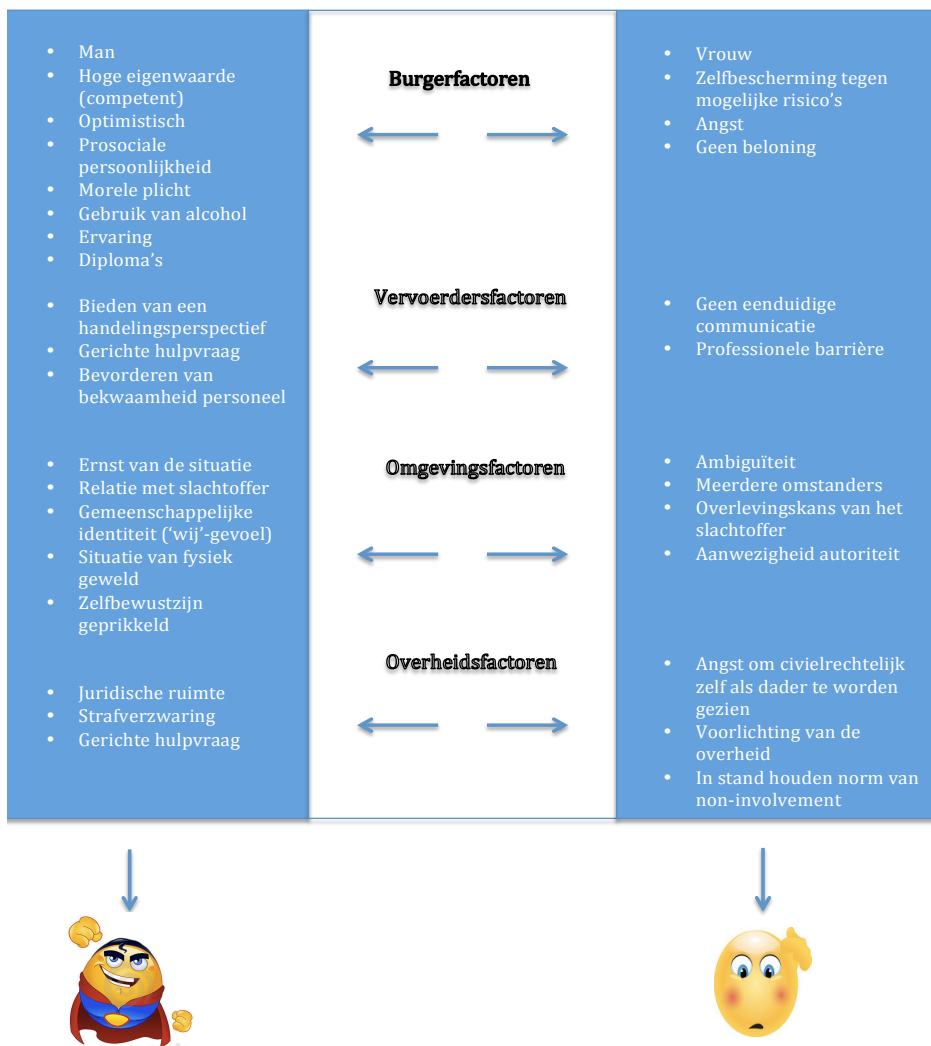 Burgerfactoren
• Man
• Hoge eigenwaarde
(competent)
• Optimistisch
• Prosociale
persoonlijkheid
• Morele plicht
• Gebruik van alcohol
• Ervaring
• Diploma's
• Vrouw
• Zelfbescherming tegen
mogelijke risico's
• Angst
• Geen beloning
Vervoerdersfactoren
• Bieden van een
handelingsperspectief
• Gerichte hulpvraag
• Bevorderen van
bekwaamheid personeel
• Geen eenduidige
communicatie
• Professionele barrière
Omgevingsfactoren
• Ernst van de situatie
• Relatie met slachtoffer
• Gemeenschappelijke
identiteit ('wij'-gevoel)
• Situatie van fysiek
geweld
• Zelfbewustzijn
geprikkeld
• Ambiguïteit
• Meerdere omstanders
• Overlevingskans van het
slachtoffer
• Aanwezigheid autoriteit
Overheidsfactoren
• Juridische ruimte
• Strafverzwaring
• Gerichte hulpvraag
• Angst om civielrechtelijk
zelf als dader te worden
gezien
• Voorlichting van de
overheid
• In stand houden norm van
non-involvement